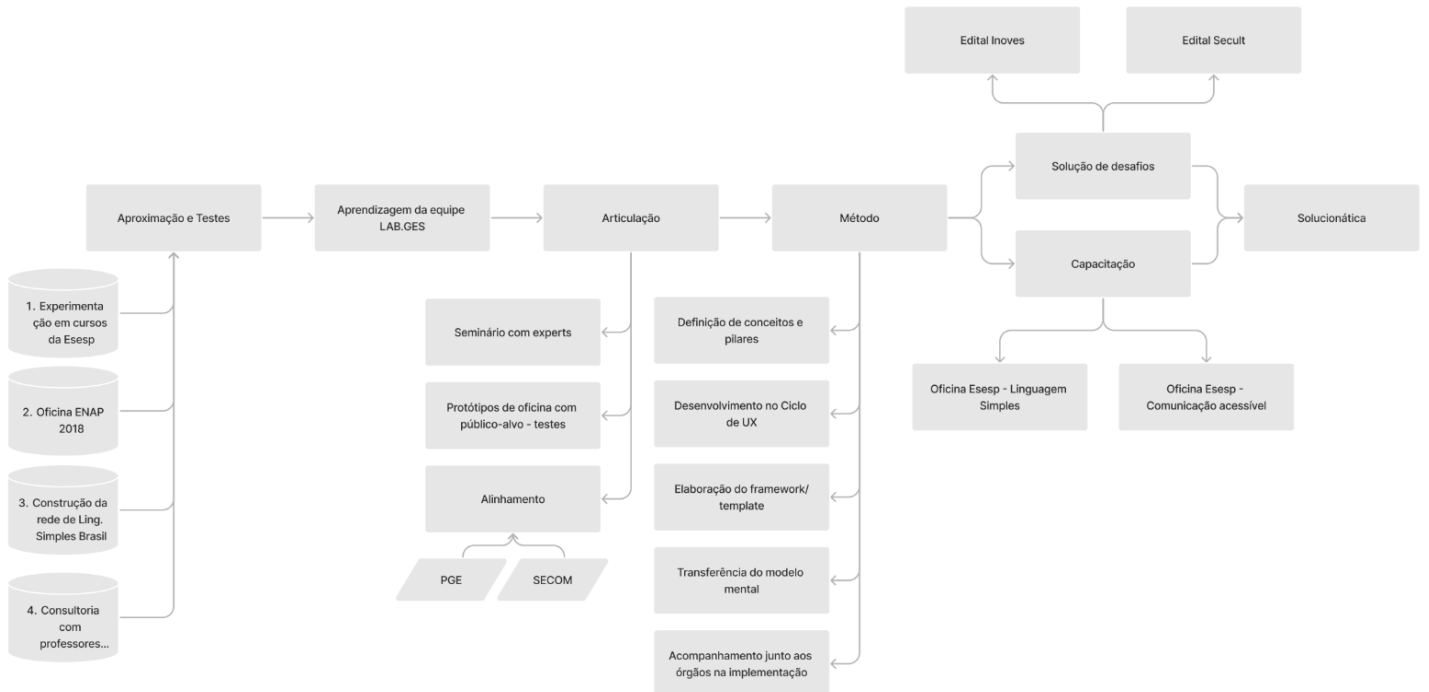 Edital Inoves
Edital Secult
Solução de desafios
Aproximação e Testes
Aprendizagem da equipe
LAB.GES
Articulação
Método
Solucionática
Capacitação
1. Experimenta
ção em cursos
da Esesp
2. Oficina ENAP
2018
3. Construção da
rede de Ling.
Simples Brasil
4. Consultoria
com
professores...
Seminário com experts
Protótipos de oficina com
público-alvo - testes
Alinhamento
PGE
SECOM
Definição de conceitos e
pilares
Desenvolvimento no Ciclo
de UX
Elaboração do framework/
template
Transferência do modelo
mental
Acompanhamento junto aos
órgãos na implementação
Oficina Esesp - Linguagem
Simples
Oficina Esesp -
Comunicação acessível